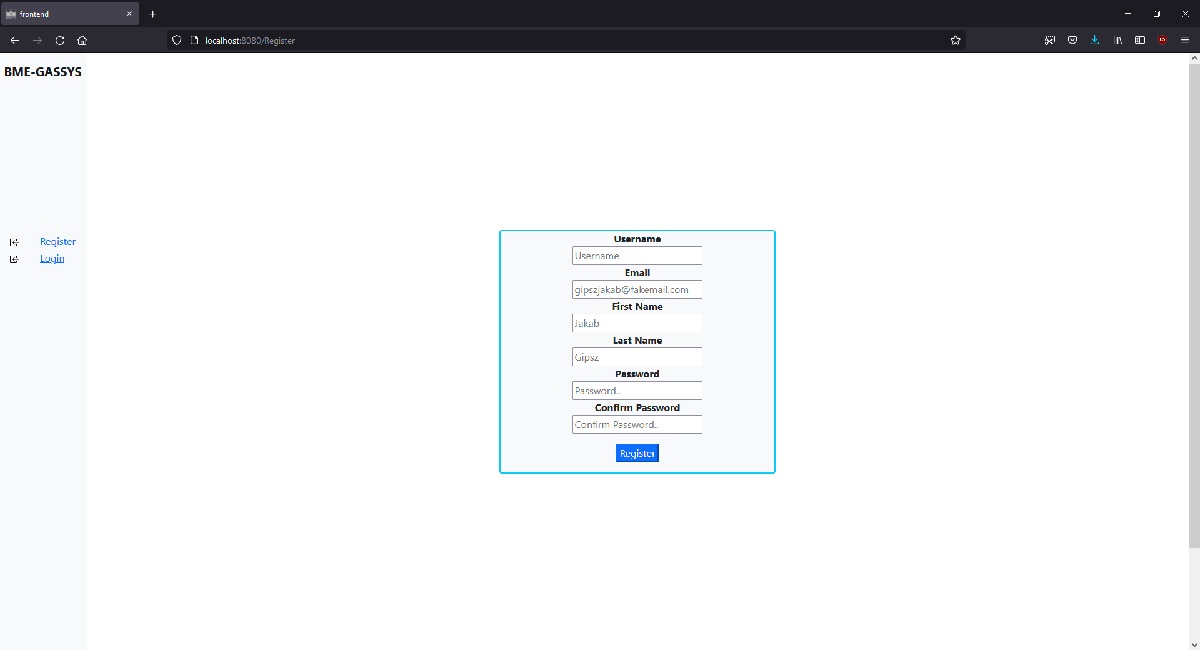 frontend
localhost:8080/Register
BME-GASSYS
Register
Login
Username
Username
Email
gipszjakab@fakemail.com
First Name
Jakab
Last Name
Gipsz
Password
Password..
Confirm Password
Confirm Password..
Register